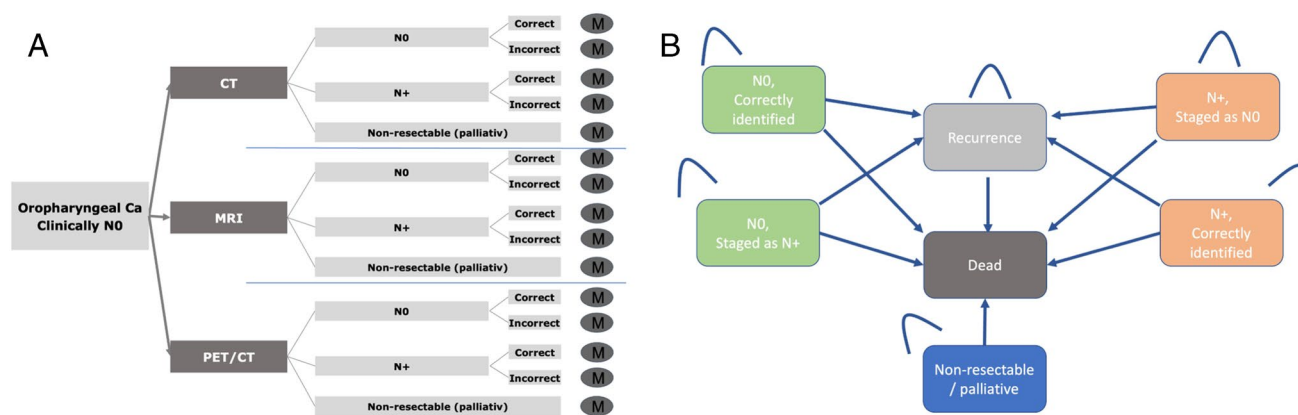 A
Oropharyngeal Ca
Clinically N0
CT
N0
Correct
M
Incorrect
M
N+
Correct
M
Incorrect
M
Non-resectable (palliativ)
M
MRI
N0
Correct
M
Incorrect
M
N+
Correct
M
Incorrect
M
Non-resectable (palliativ)
M
PET/CT
N0
Correct
M
Incorrect
M
N+
Correct
M
Incorrect
M
Non-resectable (palliativ)
M
B
N0,
Correctly
identified
Recurrence
N+,
Staged as N0
N0,
Staged as N+
Dead
N+,
Correctly
identified
Non-resectable
/ palliative